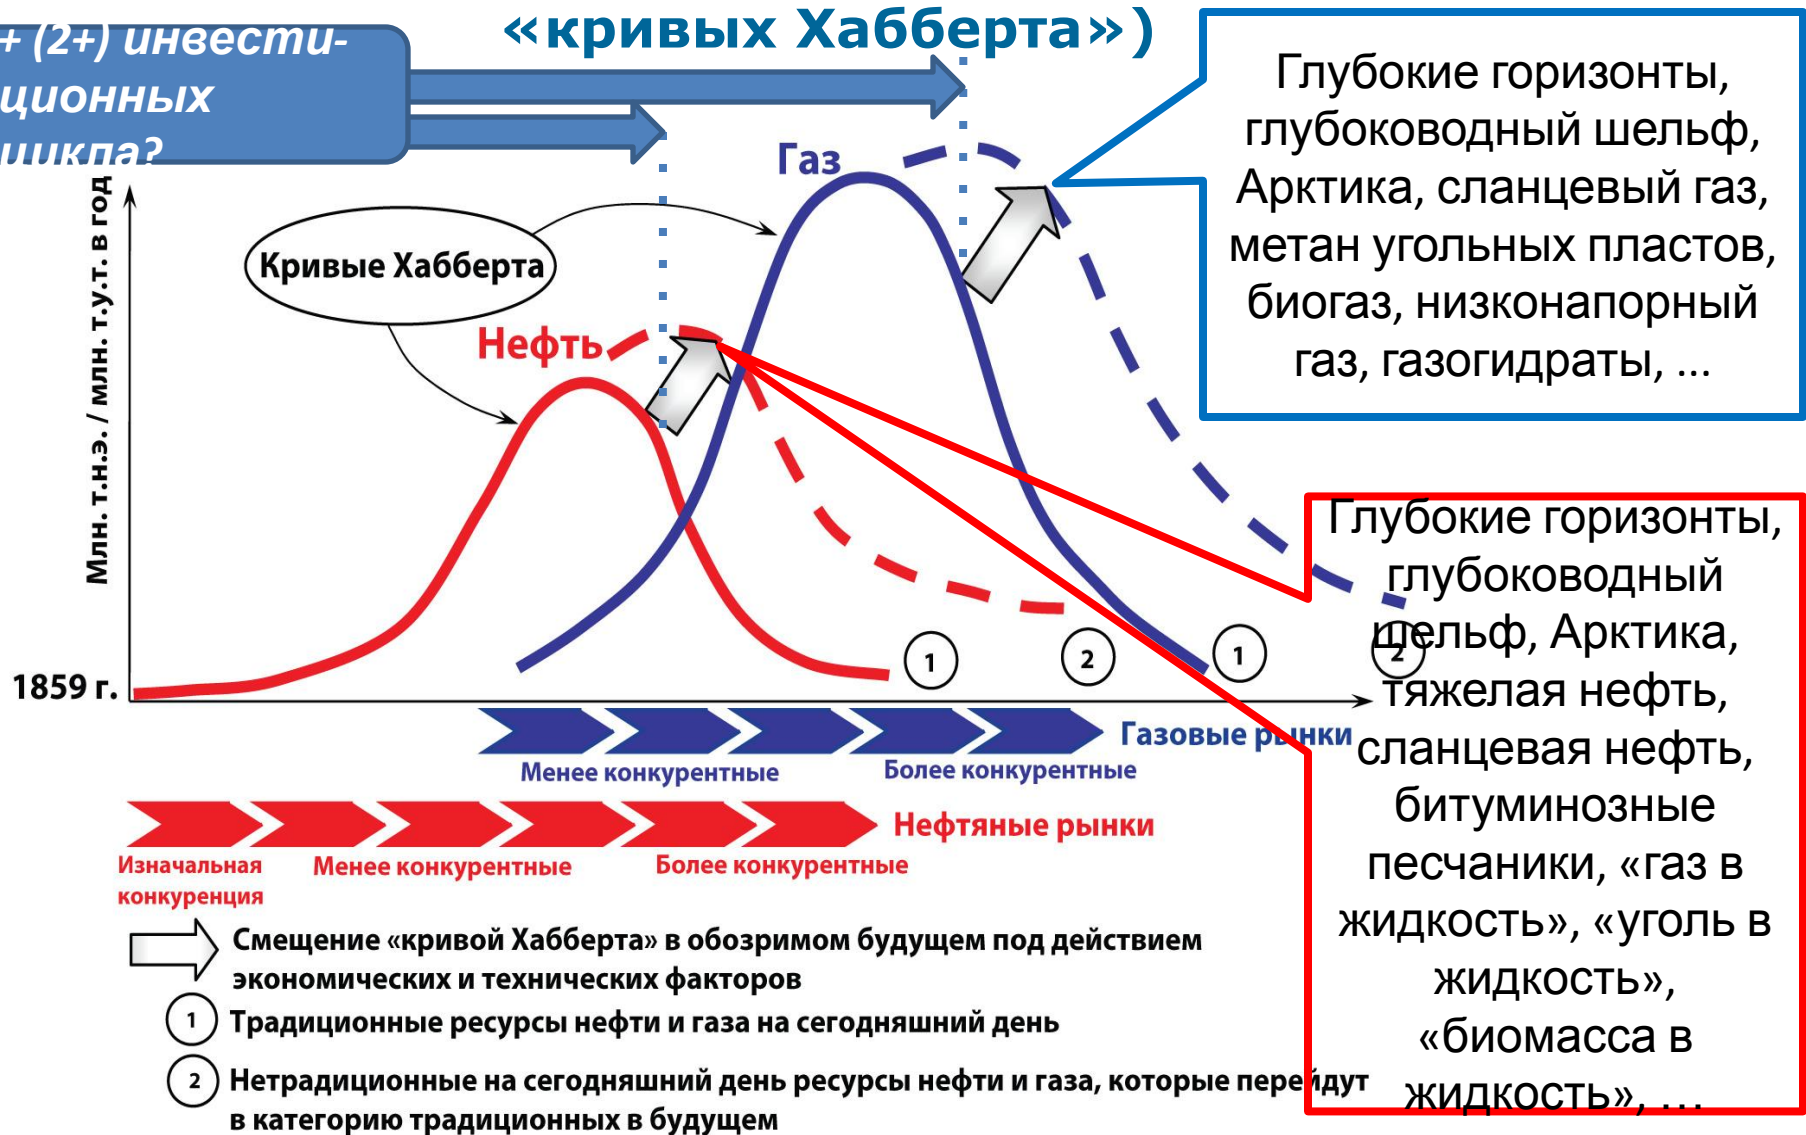 «кривых Хабберта»)
+ (2+) инвести-
ционных
цикла?
Глубокие горизонты,
глубоководный шельф,
Арктика, сланцевый газ,
метан угольных пластов,
биогаз, низконапорный
газ, газогидраты, ...
Газ
Кривые Хабберта
Нефть
Млн. т.н.э. / млн. т.у.т. в год
1859 г.
1
2
1
2
Глубокие горизонты,
глубоководный
шельф, Арктика,
тяжелая нефть,
сланцевая нефть,
битуминозные
песчаники, «газ в
жидкость», «уголь в
жидкость»,
«биомасса в
жидкость», …
Газовые рынки
Менее конкурентные
Более конкурентные
Нефтяные рынки
Изначальная
конкуренция
Менее конкурентные
Более конкурентные
Смещение «кривой Хабберта» в обозримом будущем под действием
экономических и технических факторов
1 Традиционные ресурсы нефти и газа на сегодняшний день
2 Нетрадиционные на сегодняшний день ресурсы нефти и газа, которые перейдут
в категорию традиционных в будущем